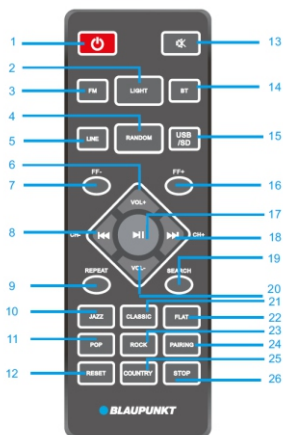 1
13
2
3
FM
LIGHT
BT
14
4
5
LINE
RANDOM
USB
/SD
15
6
FF-
FF+
7
16
VOL+
17
8
CH-
CH+
18
VOL-
REPEAT
SEARCH
19
9
20
21
10
JAZZ
CLASSIC
FLAT
22
23
11
POP
ROCK
PAIRING
24
25
12
RESET
COUNTRY
STOP
26
BLAUPUNKT